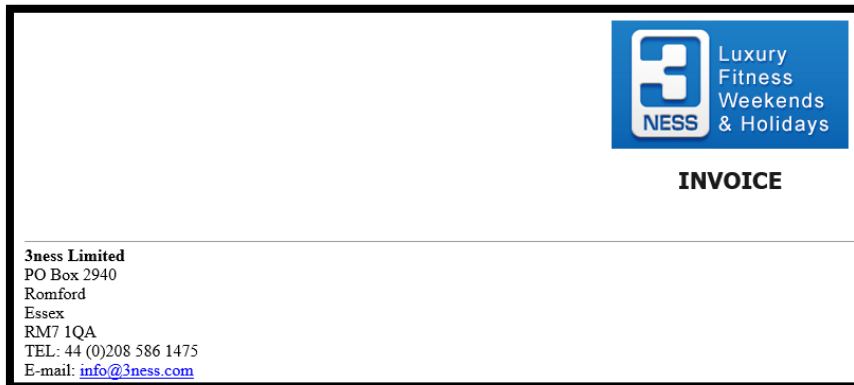 3
NESS
Luxury
Fitness
Weekends
& Holidays
INVOICE
3ness Limited
PO Box 2940
Romford
Essex
RM7 1QA
TEL: 44 (0)208 586 1475
E-mail: info@3ness.com